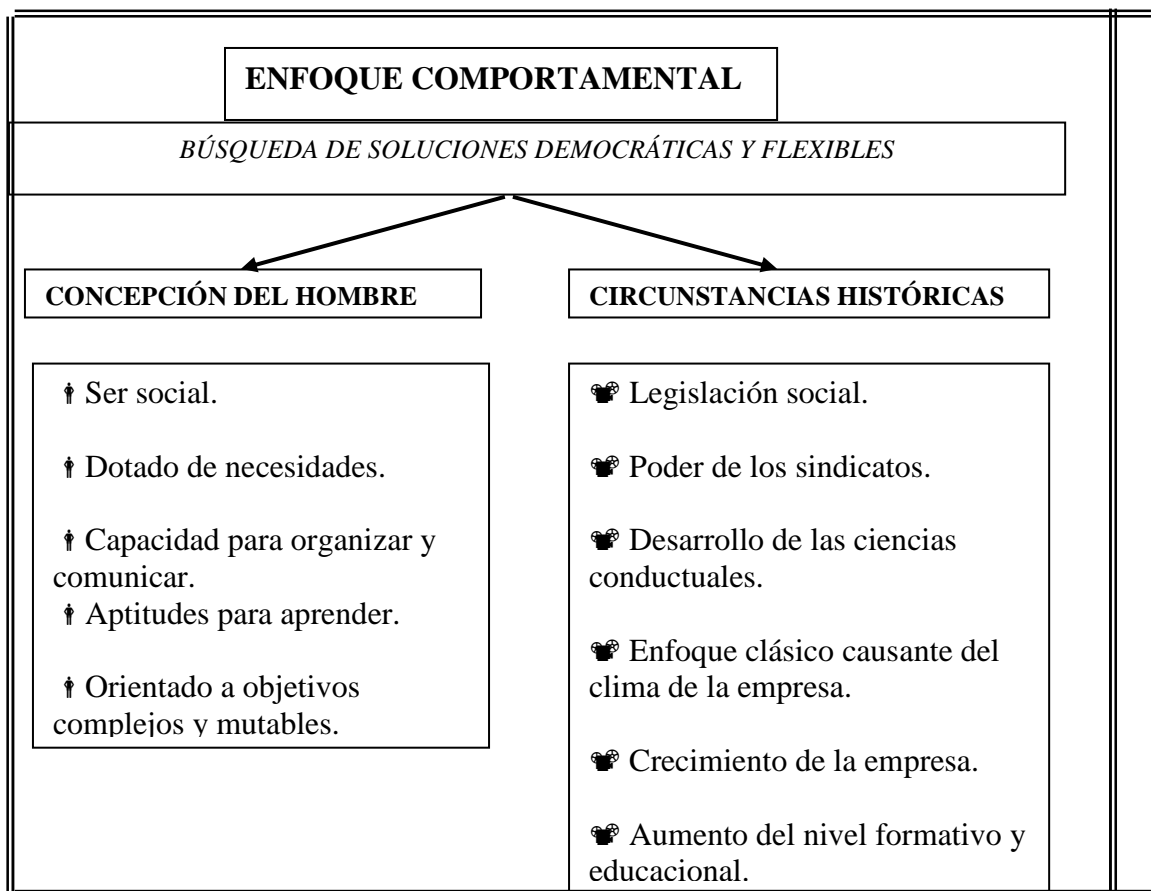 ENFOQUE COMPORTAMENTAL
BÚSQUEDA DE SOLUCIONES DEMOCRÁTICAS Y FLEXIBLES
CONCEPCIÓN DEL HOMBRE
Ser social.
Dotado de necesidades.
Capacidad para organizar y
comunicar.
Aptitudes para aprender.
Orientado a objetivos
complejos y mutables.
CIRCUNSTANCIAS HISTÓRICAS
Legislación social.
Poder de los sindicatos.
Desarrollo de las ciencias
conductuales.
Enfoque clásico causante del
clima de la empresa.
Crecimiento de la empresa.
Aumento del nivel formativo y
educacional.